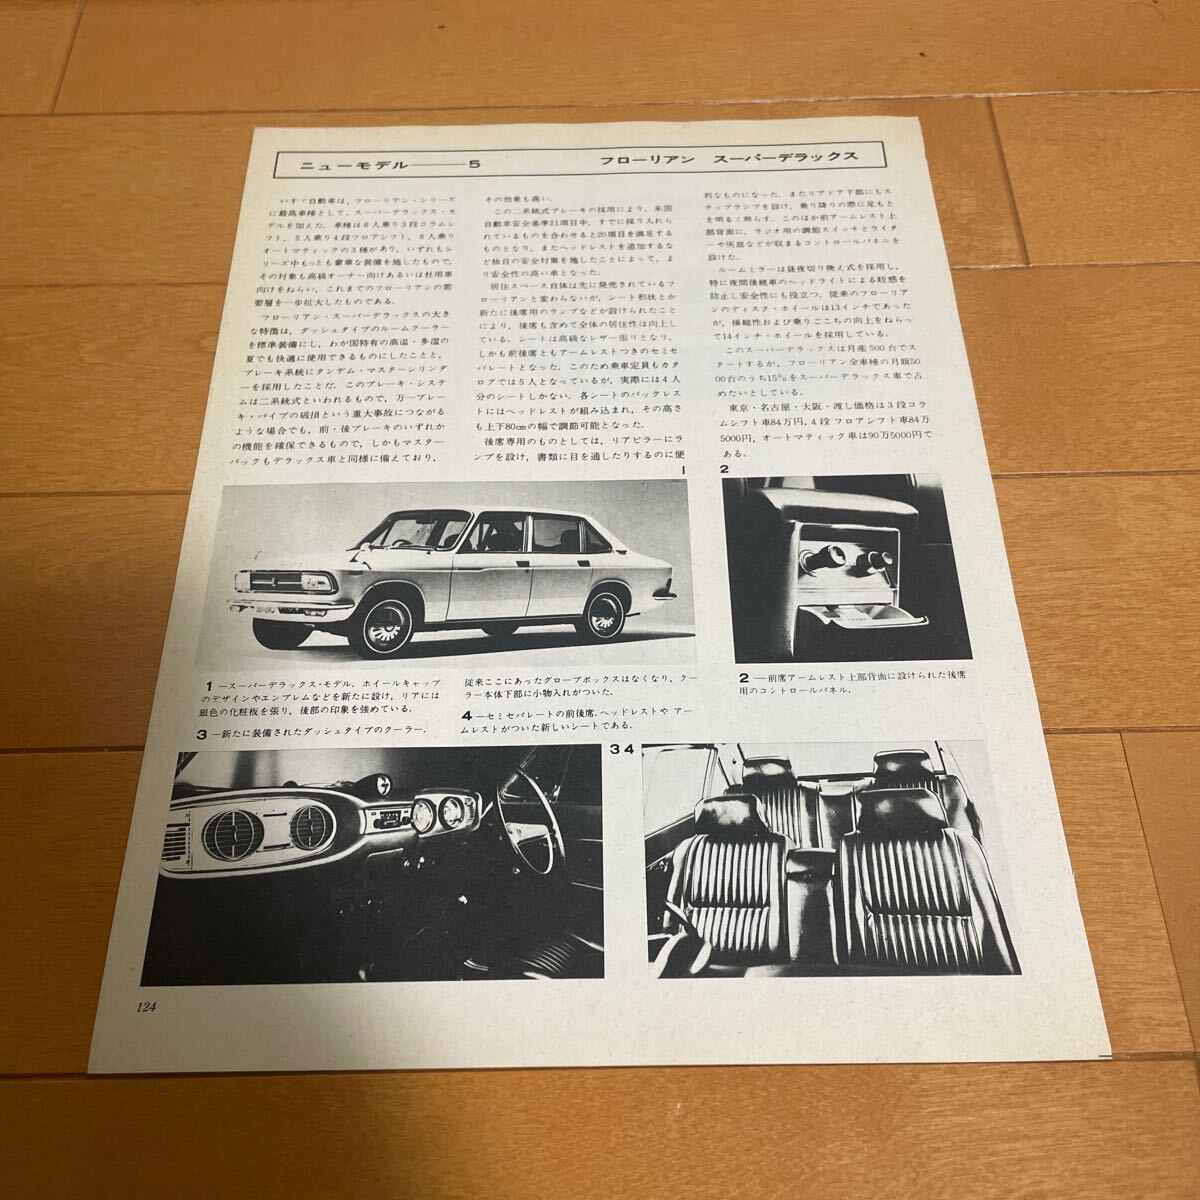 ニューモデル――5
フローリアン スーパーデラックス
いすゞ自動車は，フローリアン・シリーズ
に最高車種として，スーパーデラックス・モ
デルを加えた。車種は6人乗り3段コラムシ
フト，5人乗り4段フロアシフト，6人乗り
オートマティックの3種があり，いずれもシ
リーズ中もっとも豪華な装備を施したもので，
その対象も高級オーナー向けあるいは社用車
向けをねらい，これまでのフローリアンの需
要層を一歩拡大したものである。
フローリアン・スーパーデラックスの大き
な特徴は，ダッシュタイプのルームクーラー
を標準装備にし，わが国特有の高温・多湿の
夏でも快適に使用できるものにしたことと，
ブレーキ系統にタンデム・マスターシリンダ
ーを採用したことだ。このブレーキ・システ
ムは二系統式といわれるもので，万一ブレー
キ・パイプの破損という重大事故につながる
ような場合でも，前・後ブレーキのいずれか
の機能を確保できるもので，しかもマスター
バックもデラックス車と同様に備えており，
その効果も高い。
この二系統式ブレーキの採用により，米国
自動車安全基準21項目中，すでに採り入れら
れているものを合わせると20項目を満足する
ものとなり，またヘッドレストを追加するな
ど独自の安全対策を施したことによって，よ
り安全性の高い車となった。
居住スペース自体は先に発売されているフ
ローリアンと変わらないが，シート形状とか
新たに後席用のランプなどが設けられたこと
により，後席も含めて全体の居住性は向上し
ている。シートは高級なレザー張りとなり，
しかも前後席ともアームレストつきのセミセ
パレートとなった。このため乗車定員もカタ
ログでは5人となっているが，実際には4人
分のシートしかない。各シートのバックレス
トにはヘッドレストが組み込まれ，その高さ
も上下80cmの幅で調節可能となった。
後席専用のものとしては，リアピラーにラ
ンプを設け，書類に目を通したりするのに便
利なものになった。またリアドア下部にもス
テップランプを設け，乗り降りの際に足もと
を明るく照らす。このほか前アームレスト上
部背面に，ラジオ用の調節スイッチとライタ
ーや灰皿などが収まるコントロールパネルを
設けた。
ルームミラーは昼夜切り換え式を採用し，
特に夜間後続車のヘッドライトによる眩惑を
防止し安全性にも役立つ。従来のフローリア
ンのディスク・ホイールは13インチであった
が，操縦性および乗りごこちの向上をねらっ
て14インチ・ホイールを採用している。
このスーパーデラックスは月産500台でス
タートするが，フローリアン全車種の月販50
00台のうち15％をスーパーデラックス車で占
めたいとしている。
東京・名古屋・大阪・渡し価格は3段コラ
ムシフト車84万円，4段フロアシフト車84万
5000円，オートマティック車は90万5000円で
ある。
1
2
1―スーパーデラックス・モデル．ホイールキャップ
のデザインやエンブレムなどを新たに設け，リアには
銀色の化粧板を張り，後部の印象を強めている．
3―新たに装備されたダッシュタイプのクーラー．
従来ここにあったグローブボックスはなくなり，クー
ラー本体下部に小物入れがついた．
4―セミセパレートの前後席．ヘッドレストやアー
ムレストがついた新しいシートである．
2―前席アームレスト上部背面に設けられた後席
用のコントロールパネル．
3 4
124